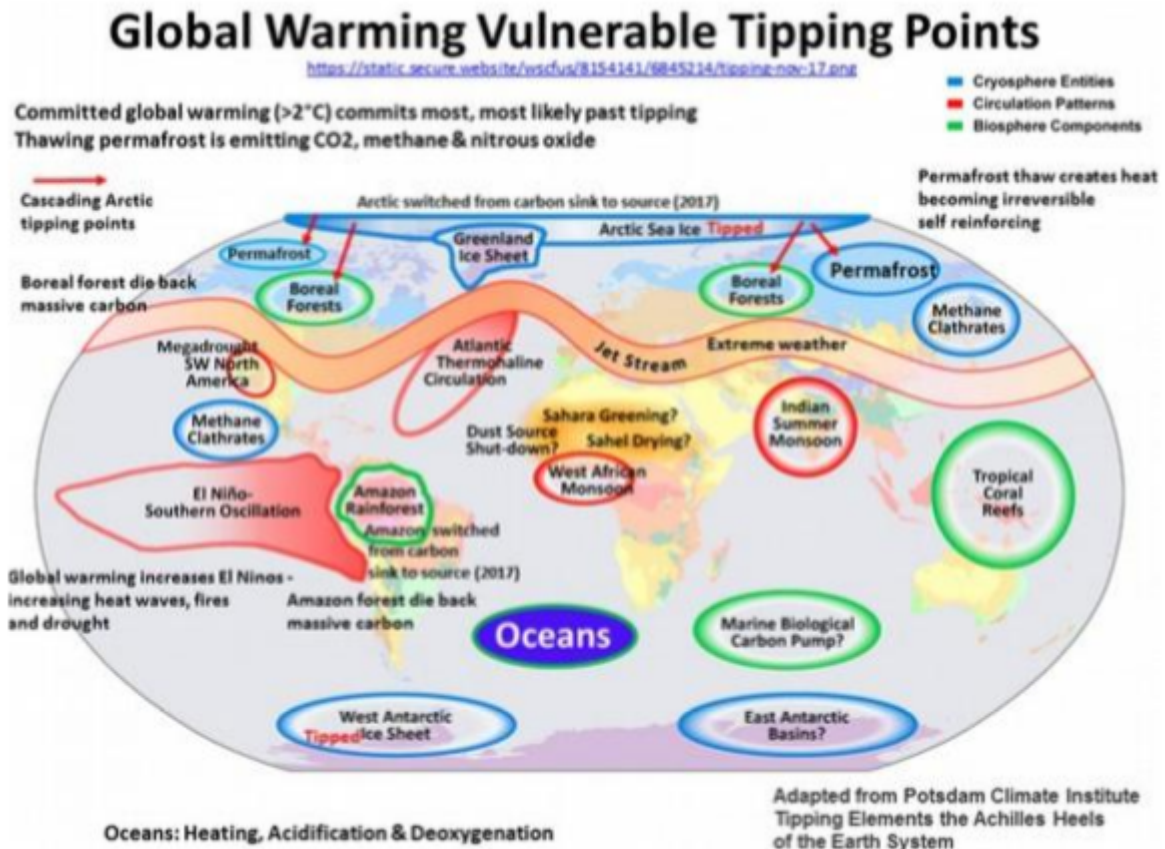 Global Warming Vulnerable Tipping Points
https://static.secure.website/wscfus/8154141/6845214/tipping-nov-17.png
Cryosphere Entities
Circulation Patterns
Biosphere Components
Committed global warming (>2°C) commits most, most likely past tipping
Thawing permafrost is emitting CO2, methane & nitrous oxide
Cascading Arctic
tipping points
Permafrost thaw creates heat
becoming irreversible
self reinforcing
Arctic switched from carbon sink to source (2017)
Arctic Sea Ice Tipped
Greenland
Ice Sheet
Permafrost
Boreal
Forests
Boreal
Forests
Permafrost
Methane
Clathrates
Boreal forest die back
massive carbon
Megadrought
SW North
America
Atlantic
Thermohaline
Circulation
Jet Stream
Extreme weather
Methane
Clathrates
Sahara Greening?
Dust Source
Shut-down?
Sahel Drying?
West African
Monsoon
Indian
Summer
Monsoon
Tropical
Coral
Reefs
El Niño-
Southern Oscillation
Amazon
Rainforest
Amazon switched
from carbon
sink to source (2017)
Global warming increases El Ninos -
increasing heat waves, fires
and drought
Amazon forest die back
massive carbon
Oceans
Marine Biological
Carbon Pump?
West Antarctic
Tipped Ice Sheet
East Antarctic
Basins?
Oceans: Heating, Acidification & Deoxygenation
Adapted from Potsdam Climate Institute
Tipping Elements the Achilles Heels
of the Earth System